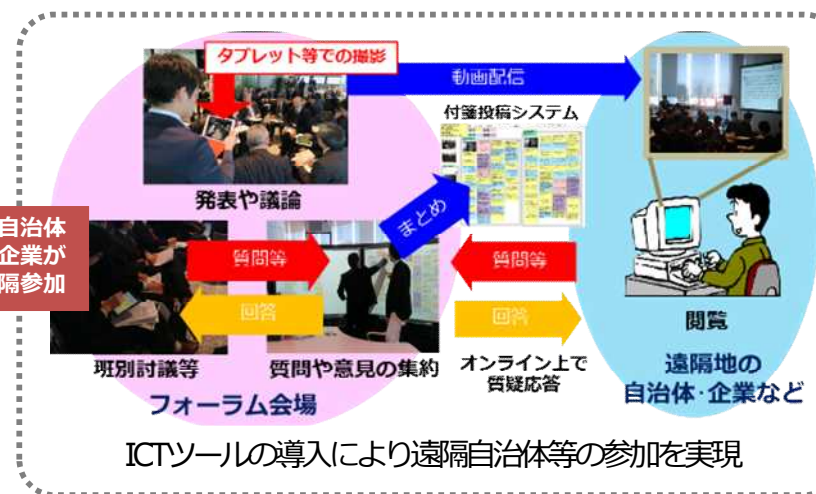 タブレット等での撮影
動画配信
付箋投稿システム
発表や議論
まとめ
自治体
企業が
隔参加
質問等
質問等
回答
回答
閲覧
班別討議等
質問や意見の集約
オンライン上で
質疑応答
遠隔地の
自治体・企業など
フォーラム会場
ICTツールの導入により遠隔自治体等の参加を実現